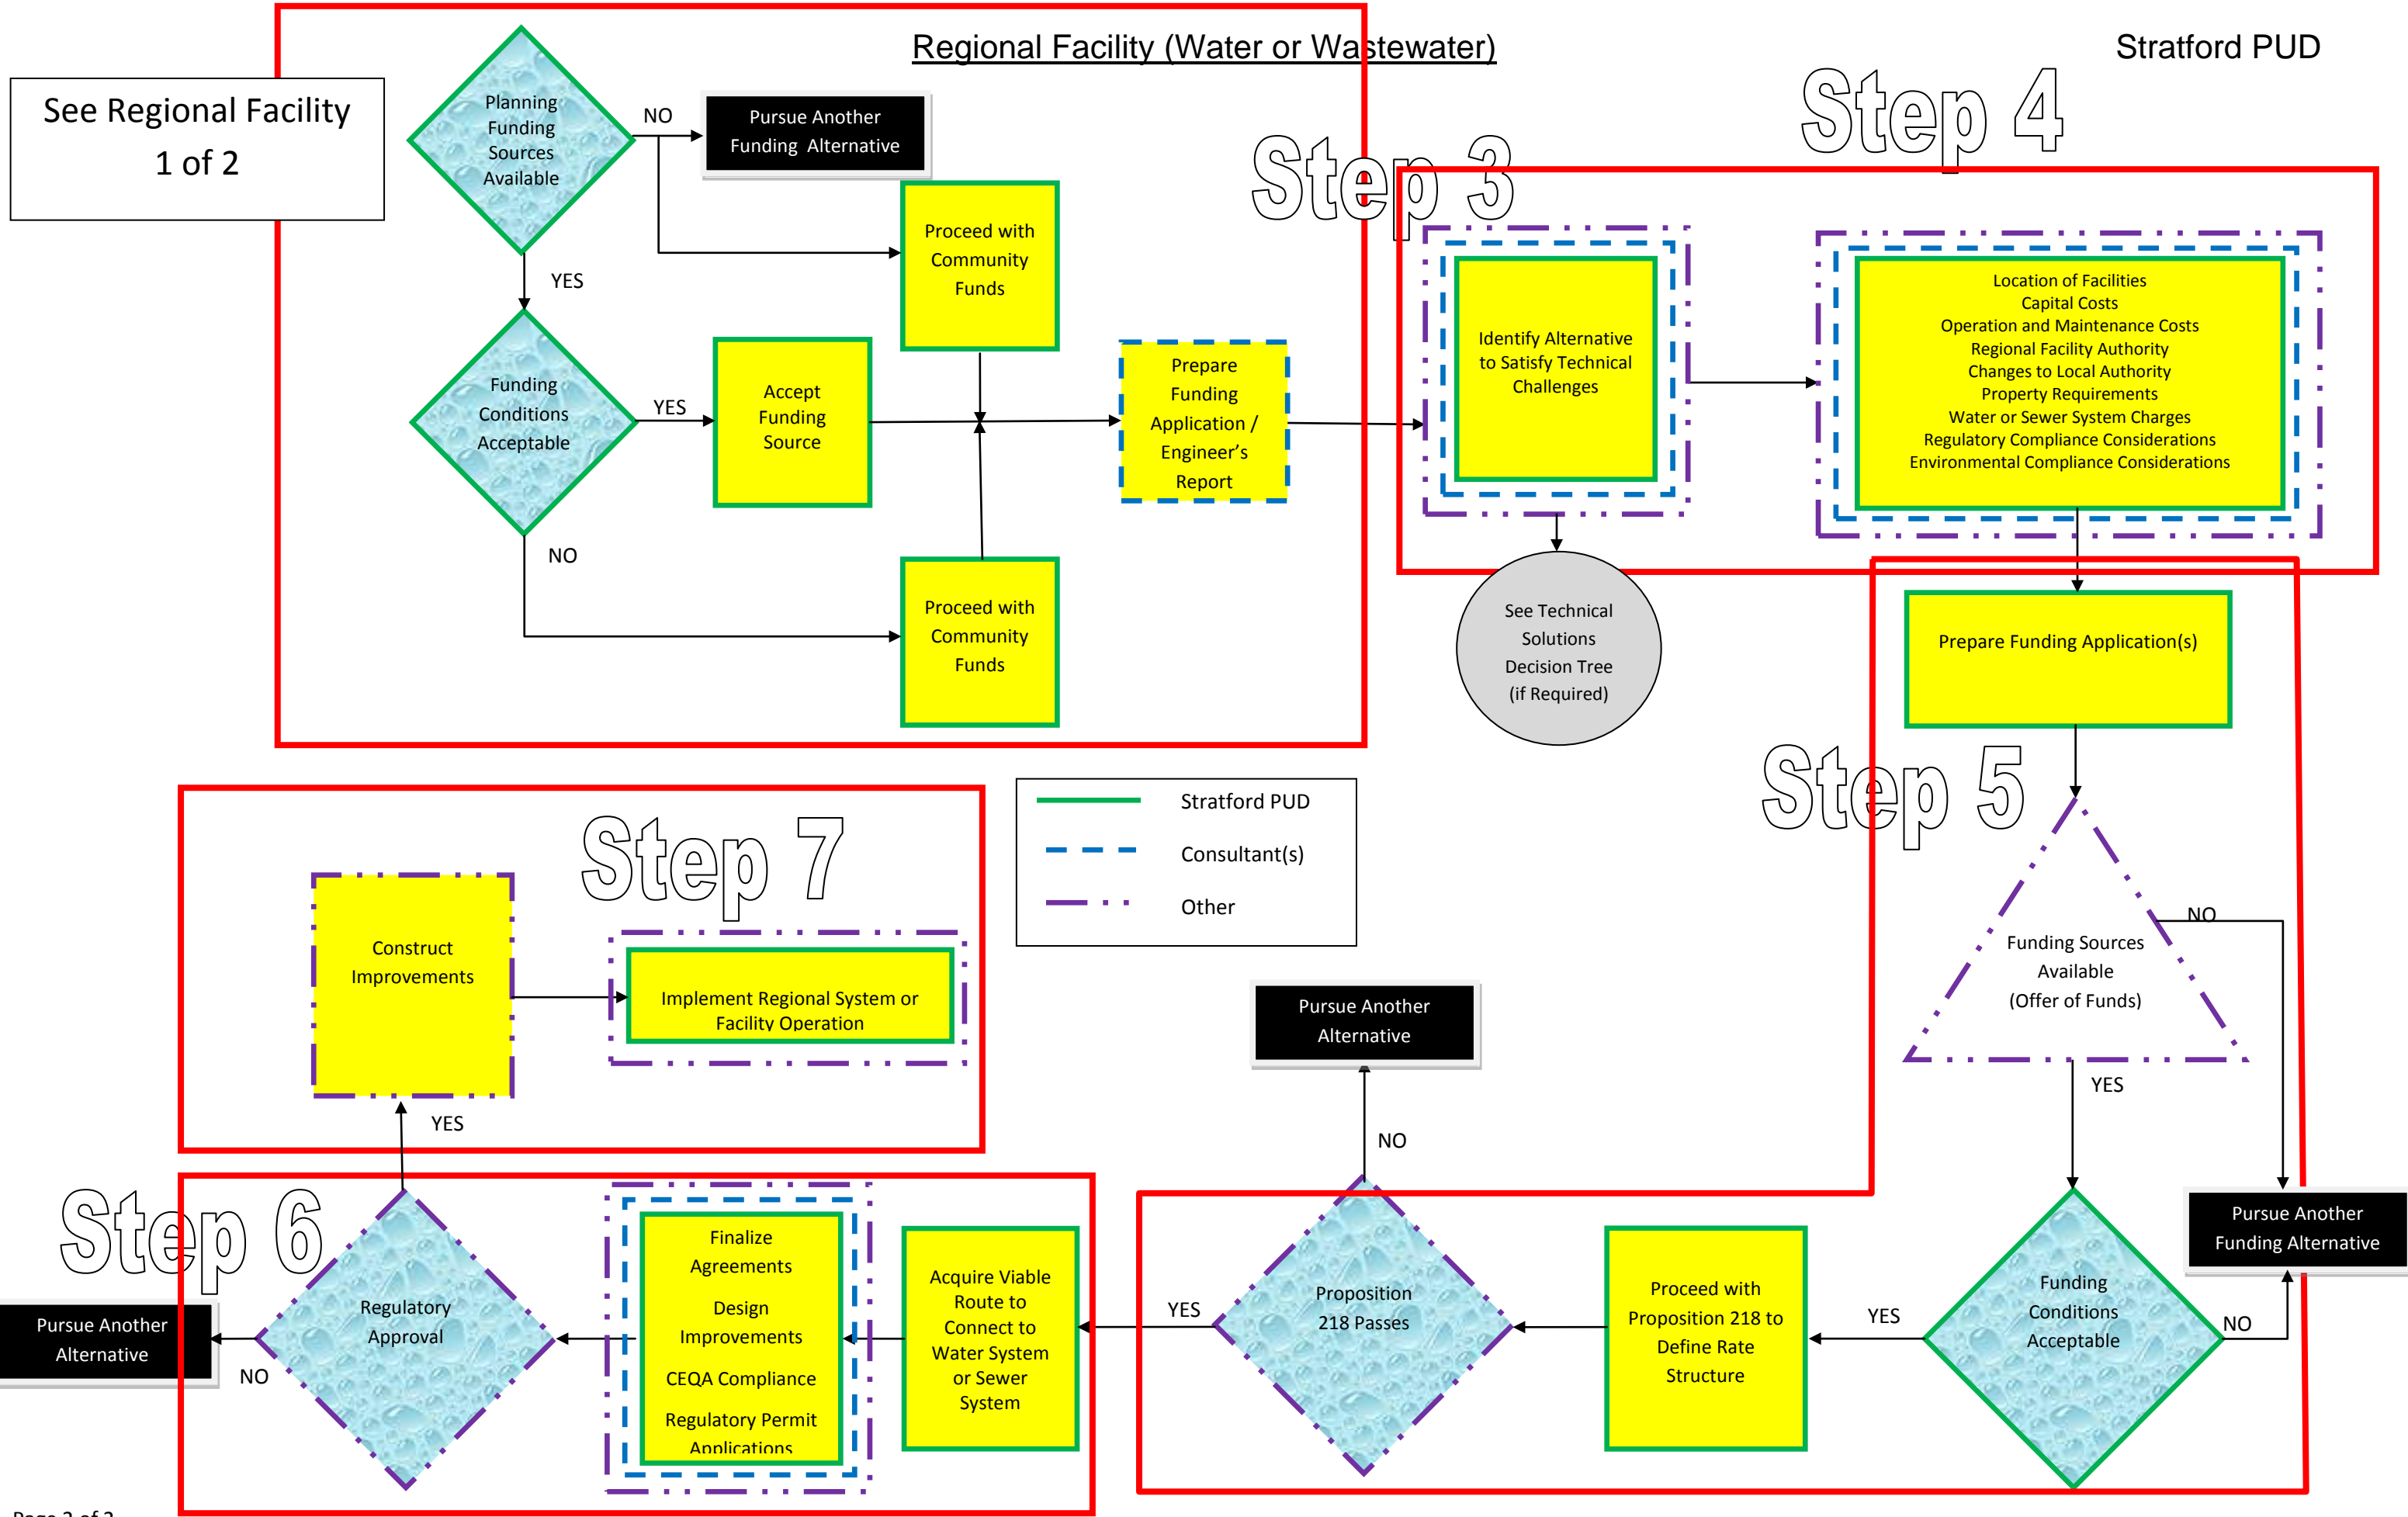 Regional Facility (Water or Wastewater)
Stratford PUD
See Regional Facility
1 of 2
Planning
Funding
Sources
Available
NO
Pursue Another
Funding Alternative
YES
Proceed with
Community
Funds
Funding
Conditions
Acceptable
YES
Accept
Funding
Source
NO
Proceed with
Community
Funds
Prepare
Funding
Application /
Engineer's
Report
Step 3
Step 4
Identify Alternative
to Satisfy Technical
Challenges
Location of Facilities
Capital Costs
Operation and Maintenance Costs
Regional Facility Authority
Changes to Local Authority
Property Requirements
Water or Sewer System Charges
Regulatory Compliance Considerations
Environmental Compliance Considerations
See Technical
Solutions
Decision Tree
(if Required)
Prepare Funding Application(s)
Step 5
Funding Sources
Available
(Offer of Funds)
NO
YES
Pursue Another
Funding Alternative
Funding
Conditions
Acceptable
NO
YES
Proceed with
Proposition 218 to
Define Rate
Structure
Proposition
218 Passes
NO
Pursue Another
Alternative
YES
Stratford PUD
Consultant(s)
Other
Step 6
Acquire Viable
Route to
Connect to
Water System
or Sewer
System
Finalize
Agreements
Design
Improvements
CEQA Compliance
Regulatory Permit
Applications
Regulatory
Approval
NO
Pursue Another
Alternative
YES
Step 7
Construct
Improvements
Implement Regional System or
Facility Operation
Page 2 of 2